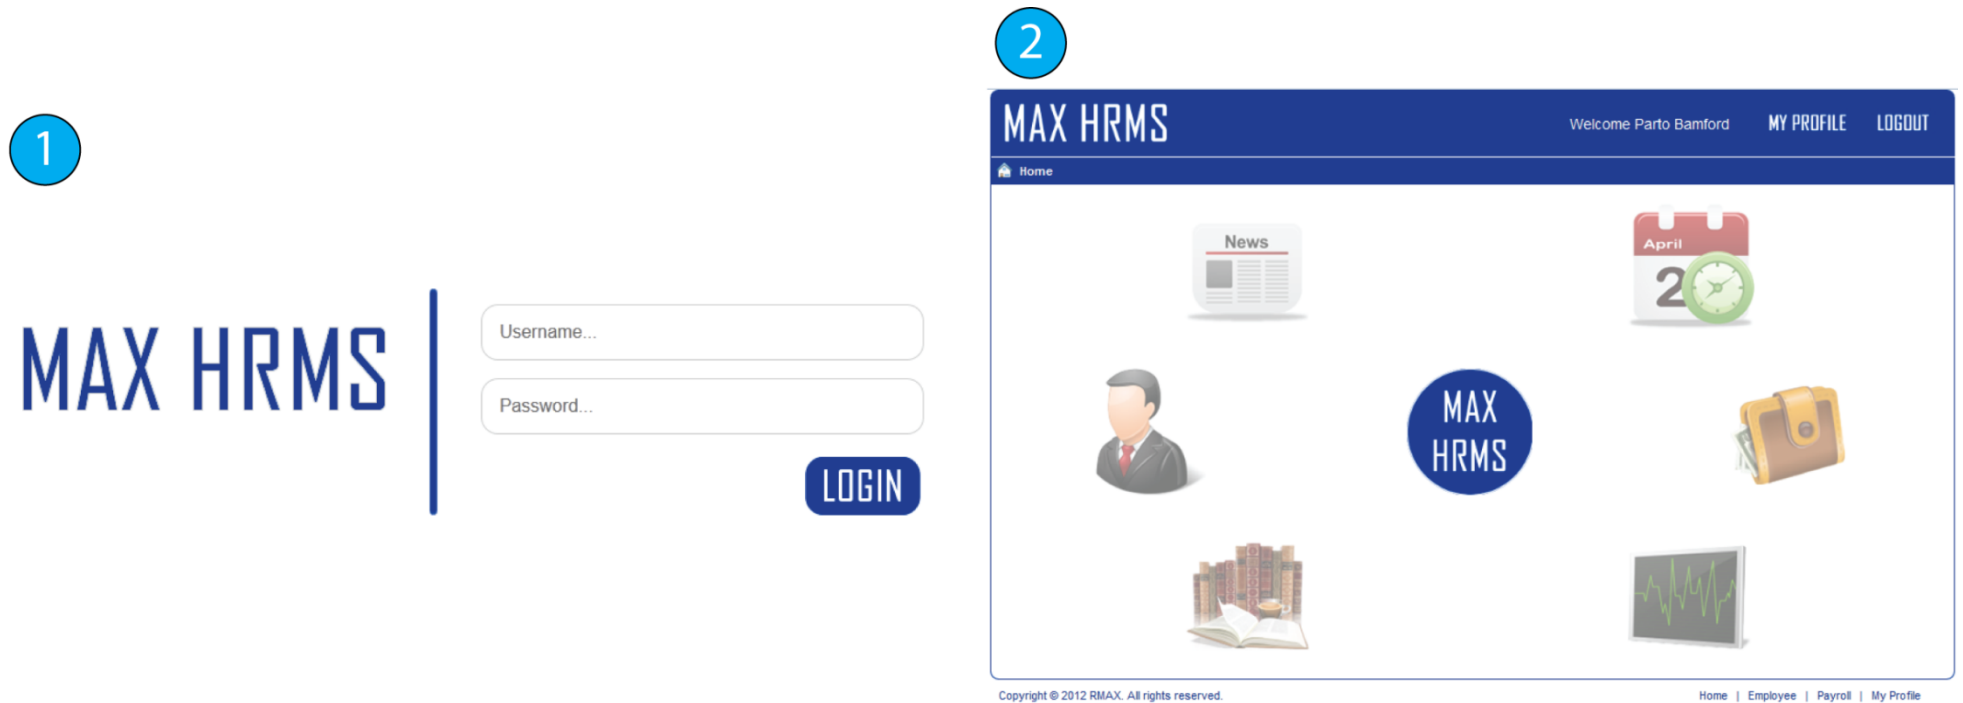 1
MAX HRMS
Username...
Password...
LOGIN
2
MAX HRMS
Welcome Parto Bamford
MY PROFILE
LOGOUT
Home
News
April
2
MAX
HRMS
Copyright © 2012 RMAX. All rights reserved.
Home | Employee | Payroll | My Profile